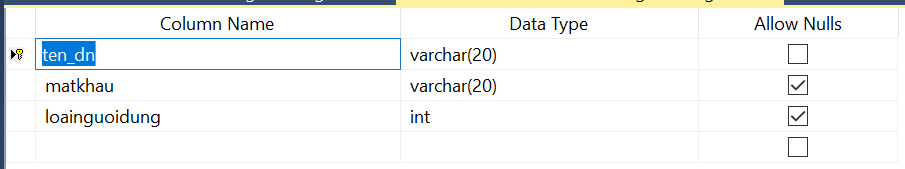 Column Name Data Type Allow Nulls
ten_dn varchar(20)
matkhau varchar(20)
loainguoidung int